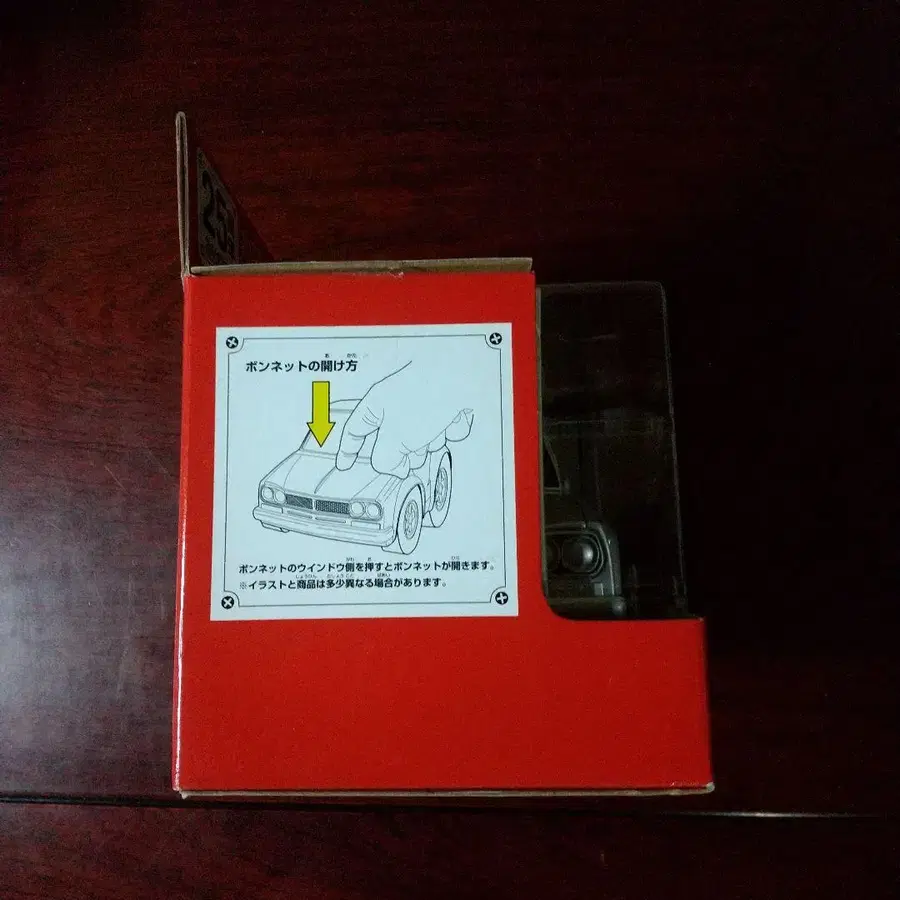 25
ボンネットの開け方
ボンネットのウインドウ側を押すとボンネットが開きます。
※イラストと商品は多少異なる場合があります。